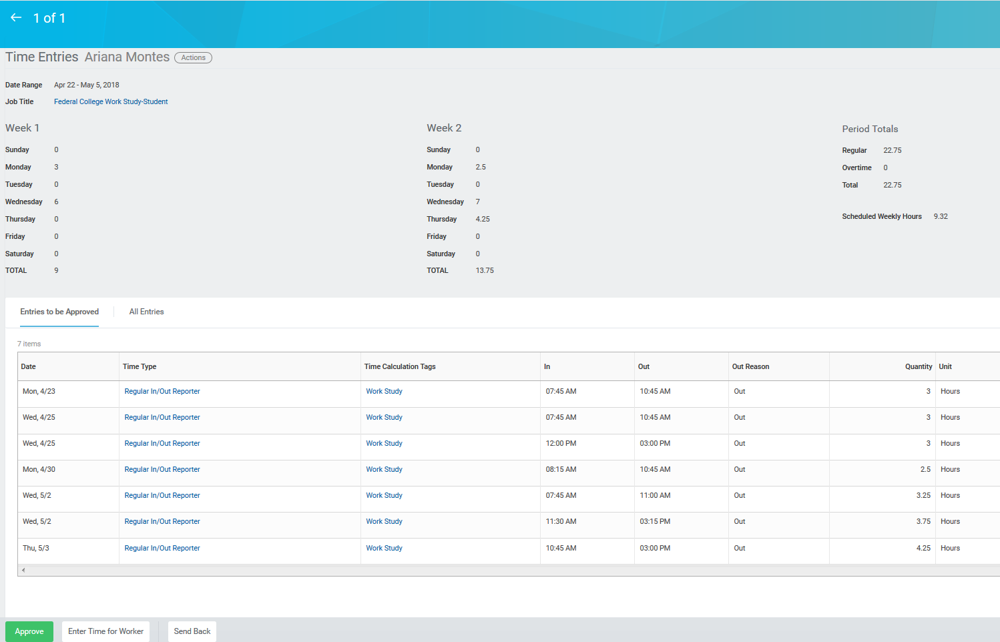 1 of 1
Time Entries Ariana Montes Actions
Date Range Apr 22 - May 5, 2018
Job Title Federal College Work Study-Student
Week 1
Sunday 0
Monday 3
Tuesday 0
Wednesday 6
Thursday 0
Friday 0
Saturday 0
TOTAL 9
Week 2
Sunday 0
Monday 2.5
Tuesday 0
Wednesday 7
Thursday 4.25
Friday 0
Saturday 0
TOTAL 13.75
Period Totals
Regular 22.75
Overtime 0
Total 22.75
Scheduled Weekly Hours 9.32
Entries to be Approved All Entries
7 items
Date Time Type Time Calculation Tags In Out Out Reason Quantity Unit
Mon, 4/23 Regular In/Out Reporter Work Study 07:45 AM 10:45 AM Out 3 Hours
Wed, 4/25 Regular In/Out Reporter Work Study 07:45 AM 10:45 AM Out 3 Hours
Wed, 4/25 Regular In/Out Reporter Work Study 12:00 PM 03:00 PM Out 3 Hours
Mon, 4/30 Regular In/Out Reporter Work Study 08:15 AM 10:45 AM Out 2.5 Hours
Wed, 5/2 Regular In/Out Reporter Work Study 07:45 AM 11:00 AM Out 3.25 Hours
Wed, 5/2 Regular In/Out Reporter Work Study 11:30 AM 03:15 PM Out 3.75 Hours
Thu, 5/3 Regular In/Out Reporter Work Study 10:45 AM 03:00 PM Out 4.25 Hours
Approve Enter Time for Worker Send Back